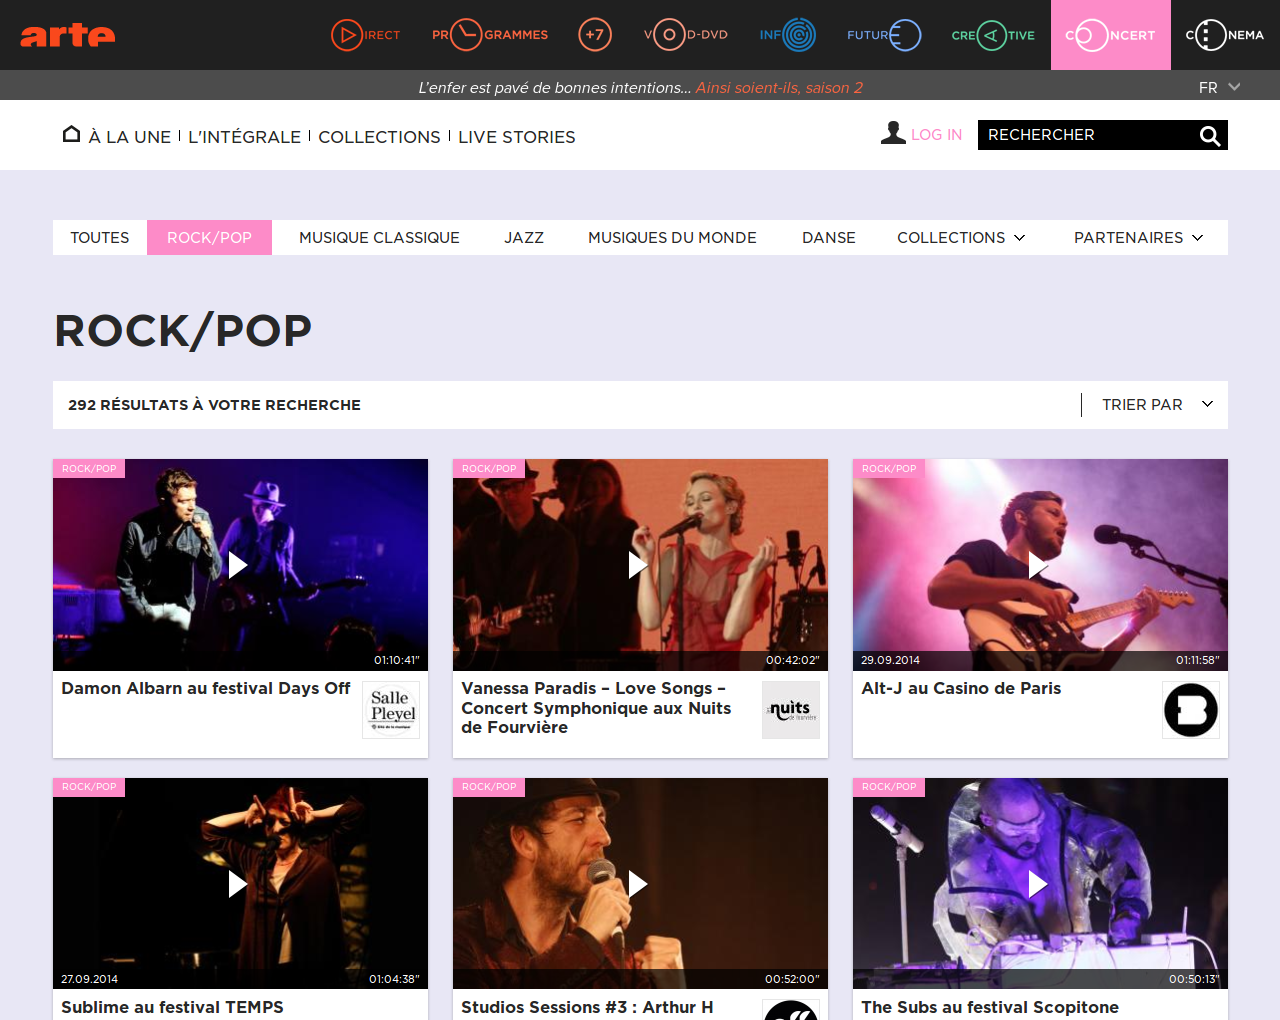 arte
DIRECT
PROGRAMMES
+7
VOD-DVD
INFO
FUTURE
CREATIVE
CONCERT
CINEMA
L'enfer est pavé de bonnes intentions... Ainsi soient-ils, saison 2
FR
À LA UNE
L'INTÉGRALE
COLLECTIONS
LIVE STORIES
LOG IN
RECHERCHER
TOUTES
ROCK/POP
MUSIQUE CLASSIQUE
JAZZ
MUSIQUES DU MONDE
DANSE
COLLECTIONS
PARTENAIRES
ROCK/POP
292 RÉSULTATS À VOTRE RECHERCHE
TRIER PAR
ROCK/POP
01:10:41"
Damon Albarn au festival Days Off
Salle
Pleyel
ROCK/POP
00:42:02"
Vanessa Paradis – Love Songs –
Concert Symphonique aux Nuits
de Fourvière
nuits
de fourvière
ROCK/POP
29.09.2014
01:11:58"
Alt-J au Casino de Paris
B
ROCK/POP
27.09.2014
01:04:38"
Sublime au festival TEMPS
ROCK/POP
00:52:00"
Studios Sessions #3 : Arthur H
ROCK/POP
00:50:13"
The Subs au festival Scopitone